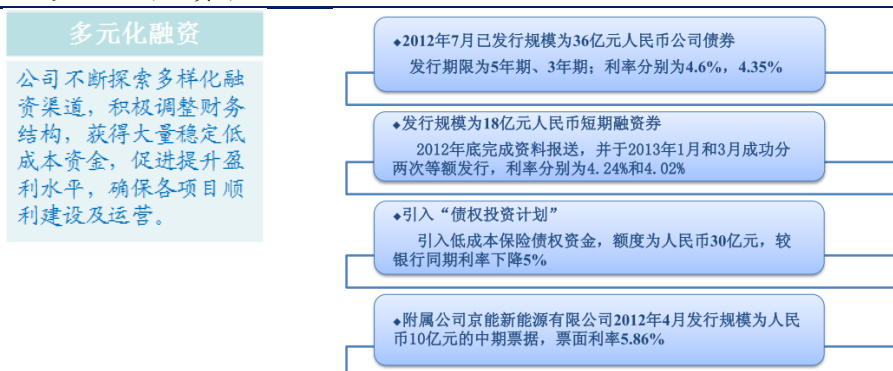 多元化融资
公司不断探索多样化融
资渠道，积极调整财务
结构，获得大量稳定低
成本资金，促进提升盈
利水平，确保各项目顺
利建设及运营。
◆2012年7月已发行规模为36亿元人民币公司债券
发行期限为5年期、3年期；利率分别为4.6%，4.35%
◆发行规模为18亿元人民币短期融资券
2012年底完成资料报送，并于2013年1月和3月成功分
两次等额发行，利率分别为4.24%和4.02%
◆引入“债权投资计划”
引入低成本保险债权资金，额度为人民币30亿元，较
银行同期利率下降5%
◆附属公司京能新能源有限公司2012年4月发行规模为人民
币10亿元的中期票据，票面利率5.86%